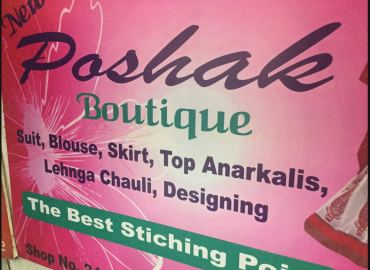 New
Poshak
Boutique
Suit, Blouse, Skirt, Top Anarkalis,
Lehnga Chauli, Designing
The Best Stiching
Shop No.